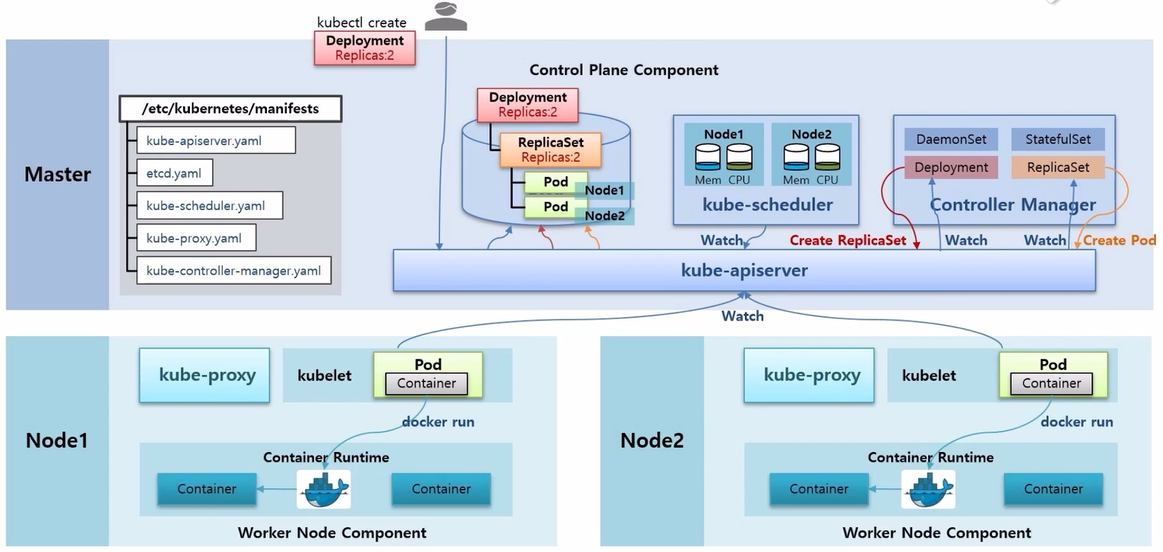 kubectl create
Deployment
Replicas:2
Control Plane Component
Master
/etc/kubernetes/manifests
kube-apiserver.yaml
etcd.yaml
kube-scheduler.yaml
kube-proxy.yaml
kube-controller-manager.yaml
Deployment
Replicas:2
ReplicaSet
Replicas:2
Pod
Node1
Pod
Node2
Node1
Mem CPU
Node2
Mem CPU
kube-scheduler
DaemonSet
StatefulSet
Deployment
ReplicaSet
Controller Manager
Watch
Create ReplicaSet
Watch
Watch
Create Pod
kube-apiserver
Watch
Node1
kube-proxy
kubelet
Pod
Container
docker run
Container Runtime
Container
Container
Worker Node Component
Node2
kube-proxy
kubelet
Pod
Container
docker run
Container Runtime
Container
Container
Worker Node Component